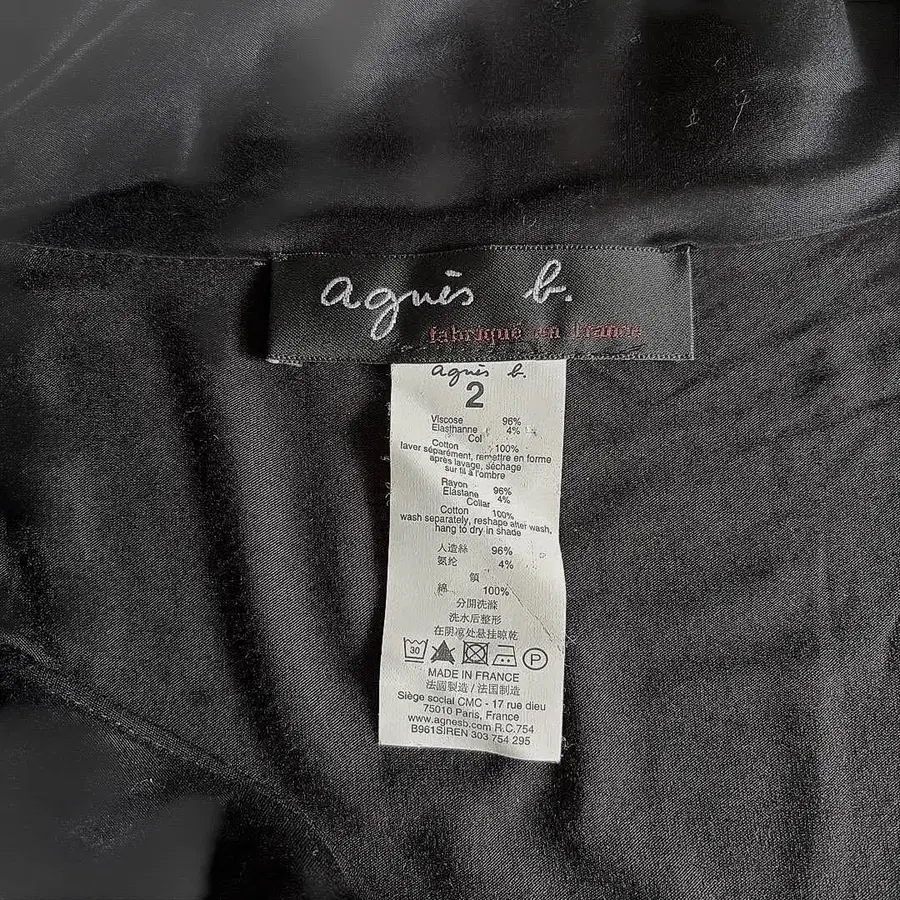 agnès b.
fabriqué en france
agnès b.
2
Viscose 96%
Elasthanne 4%
Col
Cotton 100%
laver séparément, remettre en forme
après lavage, séchage
sur fil à l'ombre
Rayon 96%
Elastane 4%
Collar
Cotton 100%
wash separately, reshape after wash,
hang to dry in shade
人造絲 96%
氨纶 4%
領
綿 100%
分開洗滌
洗水后整形
在阴凉处悬挂晾乾
30 P
MADE IN FRANCE
法國製造 / 法国制造
Siège social CMC - 17 rue dieu
75010 Paris, France
www.agnesb.com R.C.754
B961SIREN 303 754 295